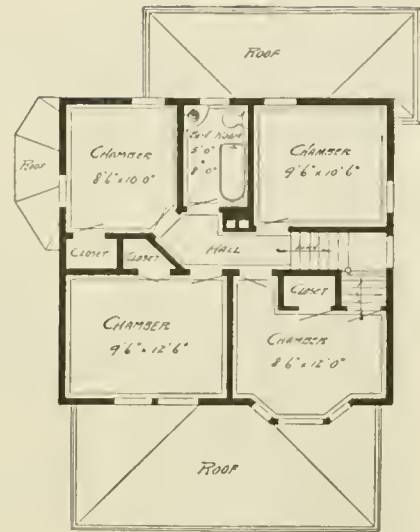 ROOF
ROOF
CHAMBER
8'6" x 10'0"
BATH ROOM
5'0"
8'0"
CHAMBER
9'6" x 10'6"
CLOSET
CLOSET
HALL
CLOSET
CHAMBER
9'6" x 12'6"
CHAMBER
8'6" x 12'0"
ROOF